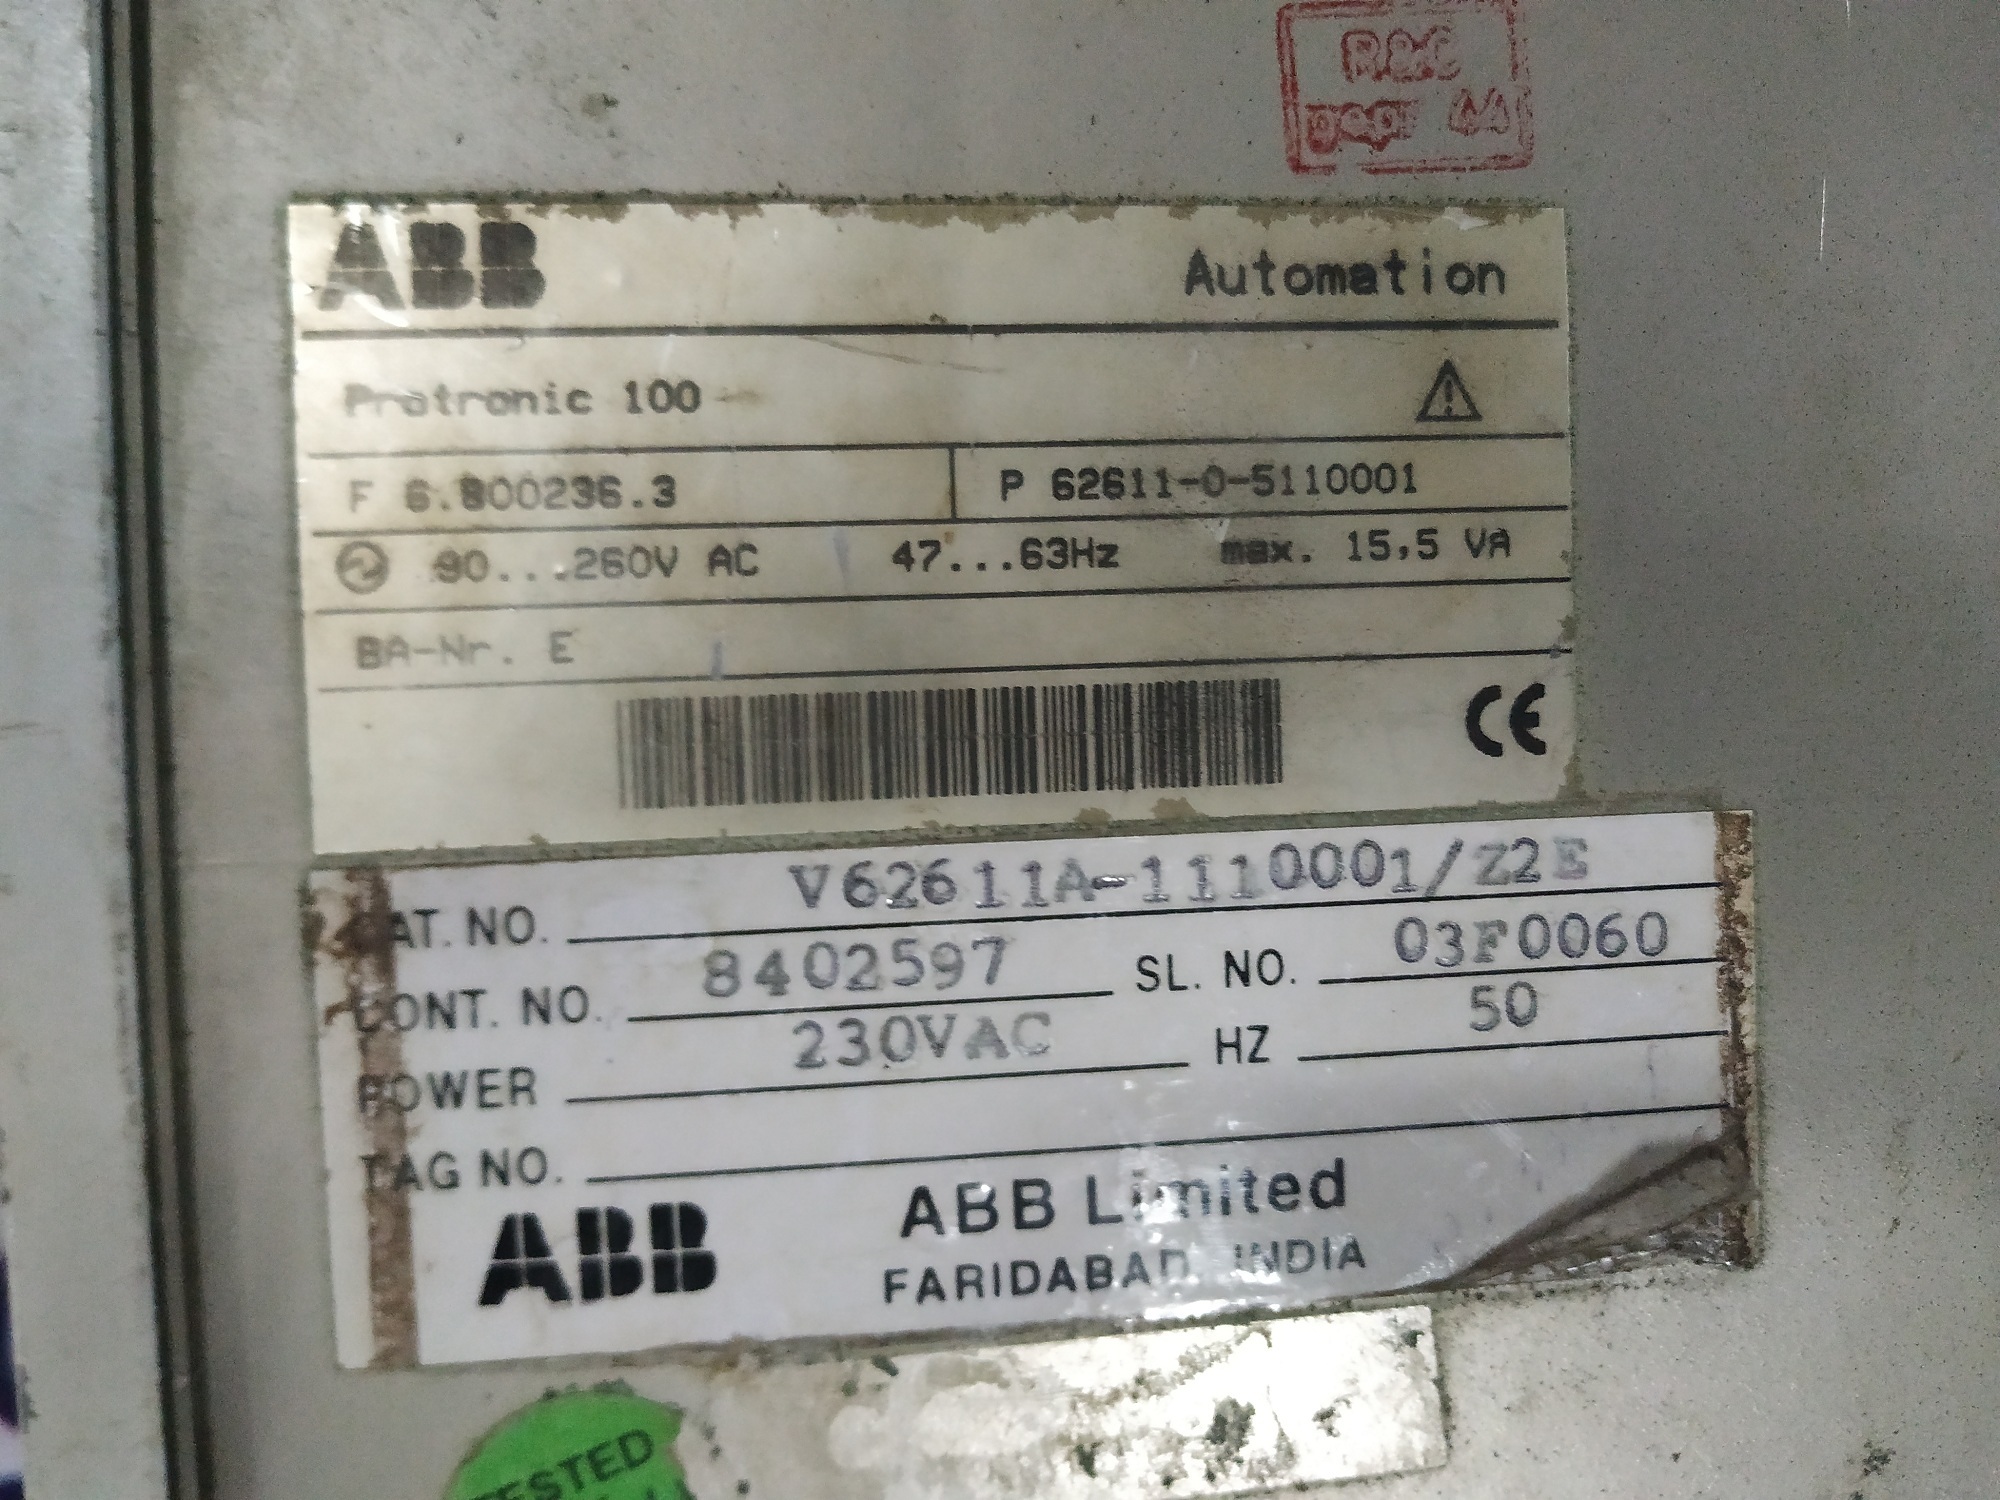 R&C
ABB
Automation
Protronic 100
F 6.800236.3 P 62611-0-5110001
90...260V AC 47...63Hz max. 15,5 VA
BA-Nr. E
CE
CAT. NO. V62611A-1110001/Z2E
CONT. NO. 8402597 SL. NO. 03F0060
POWER 230VAC HZ 50
TAG NO.
ABB
ABB Limited
FARIDABAD INDIA
TESTED